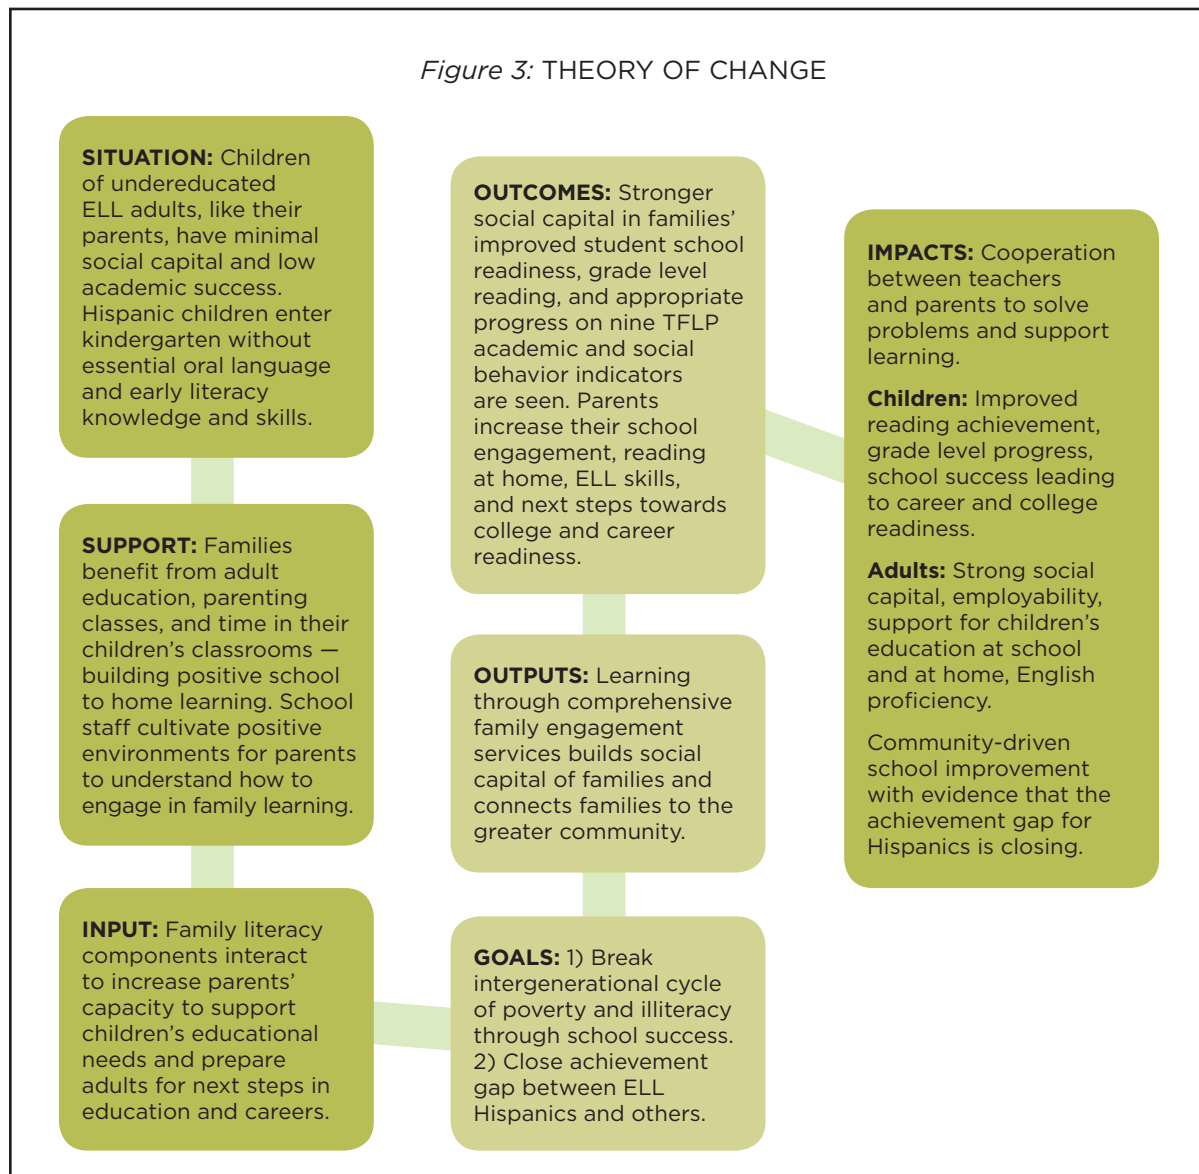 Figure 3: THEORY OF CHANGE
SITUATION: Children
of undereducated
ELL adults, like their
parents, have minimal
social capital and low
academic success.
Hispanic children enter
kindergarten without
essential oral language
and early literacy
knowledge and skills.
SUPPORT: Families
benefit from adult
education, parenting
classes, and time in their
children’s classrooms —
building positive school
to home learning. School
staff cultivate positive
environments for parents
to understand how to
engage in family learning.
INPUT: Family literacy
components interact
to increase parents’
capacity to support
children’s educational
needs and prepare
adults for next steps in
education and careers.
GOALS: 1) Break
intergenerational cycle
of poverty and illiteracy
through school success.
2) Close achievement
gap between ELL
Hispanics and others.
OUTPUTS: Learning
through comprehensive
family engagement
services builds social
capital of families and
connects families to the
greater community.
OUTCOMES: Stronger
social capital in families’
improved student school
readiness, grade level
reading, and appropriate
progress on nine TFLP
academic and social
behavior indicators
are seen. Parents
increase their school
engagement, reading
at home, ELL skills,
and next steps towards
college and career
readiness.
IMPACTS: Cooperation
between teachers
and parents to solve
problems and support
learning.
Children: Improved
reading achievement,
grade level progress,
school success leading
to career and college
readiness.
Adults: Strong social
capital, employability,
support for children’s
education at school
and at home, English
proficiency.
Community-driven
school improvement
with evidence that the
achievement gap for
Hispanics is closing.